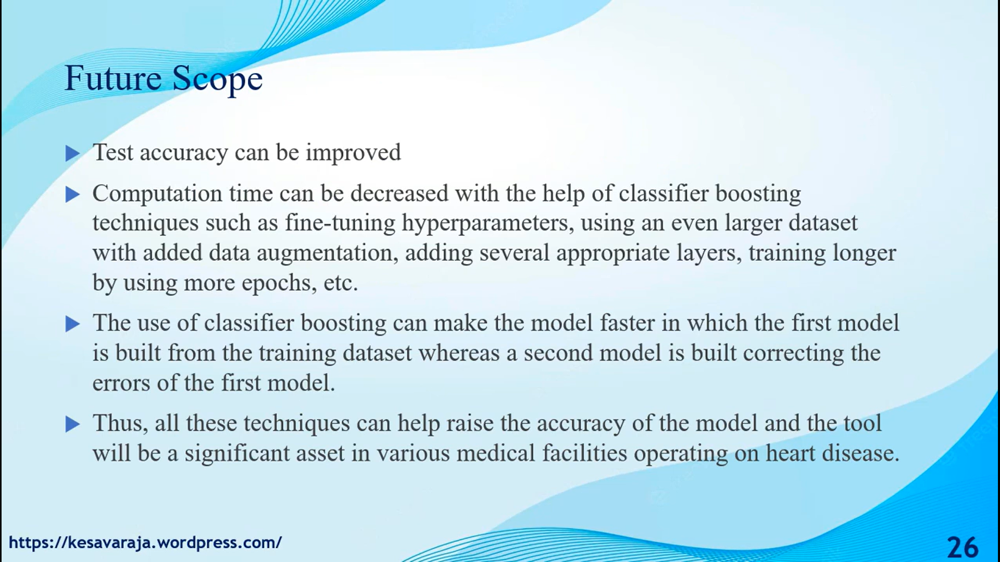 Future Scope
Test accuracy can be improved
Computation time can be decreased with the help of classifier boosting
techniques such as fine-tuning hyperparameters, using an even larger dataset
with added data augmentation, adding several appropriate layers, training longer
by using more epochs, etc.
The use of classifier boosting can make the model faster in which the first model
is built from the training dataset whereas a second model is built correcting the
errors of the first model.
Thus, all these techniques can help raise the accuracy of the model and the tool
will be a significant asset in various medical facilities operating on heart disease.
https://kesavaraja.wordpress.com/
26